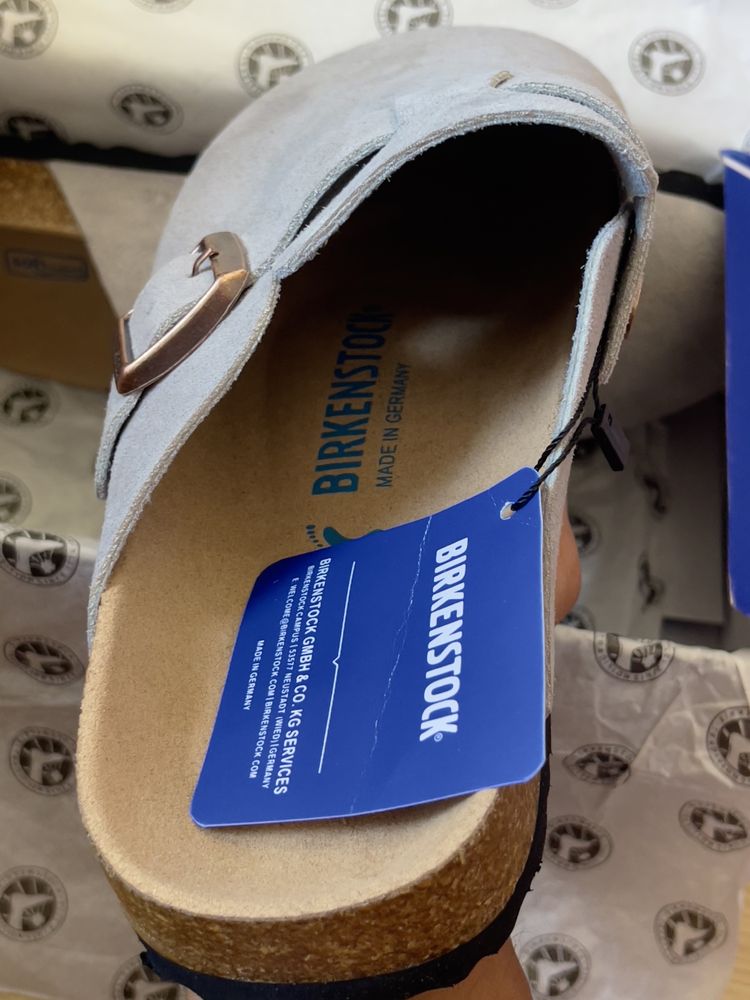 BIRKENSTOCK®
MADE IN GERMANY
BIRKENSTOCK®
BIRKENSTOCK GMBH & CO. KG SERVICES
BIRKENSTOCK CAMPUS | 53577 NEUSTADT (WIED) | GERMANY
E WELCOME@BIRKENSTOCK.COM | BIRKENSTOCK.COM
MADE IN GERMANY